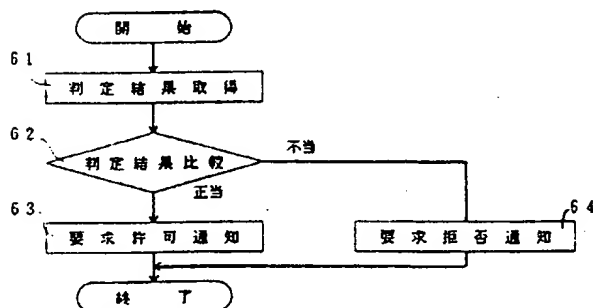 開始
61
判定結果取得
62
判定結果比較
不当
正当
63
要求許可通知
64
要求拒否通知
終了